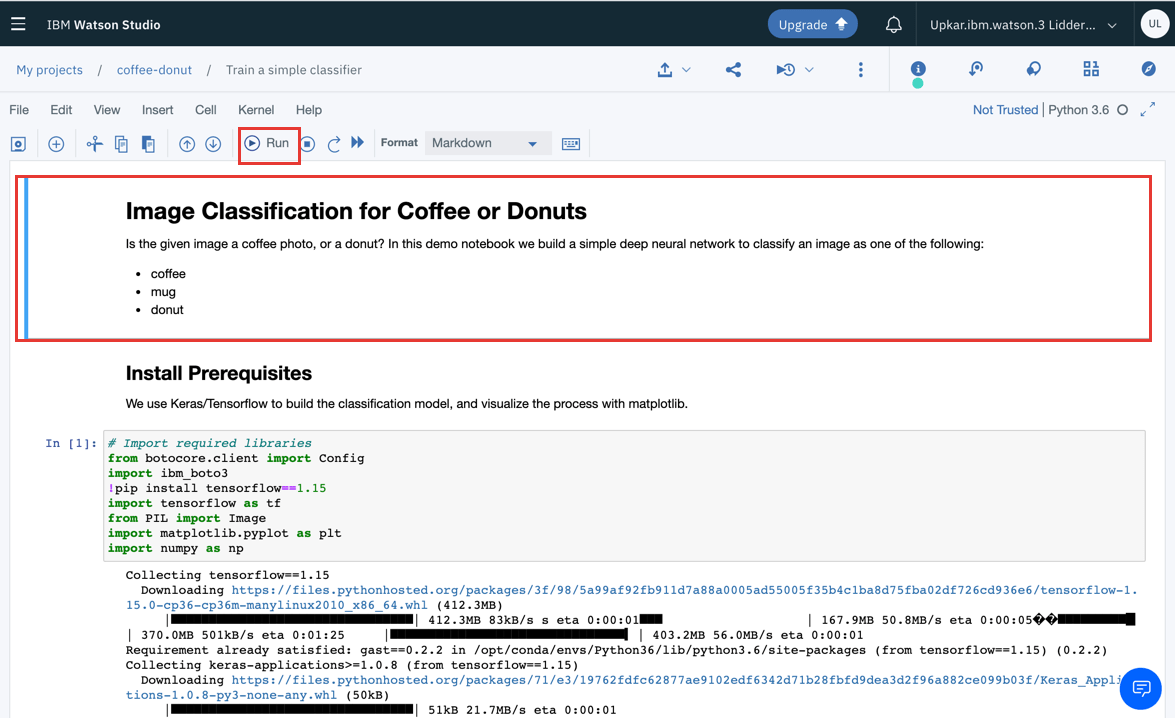 IBM Watson Studio
Upgrade
Upkar.ibm.watson.3 Lidder...
UL
My projects / coffee-donut / Train a simple classifier
File Edit View Insert Cell Kernel Help
Not Trusted | Python 3.6
Run
Format
Markdown
Image Classification for Coffee or Donuts
Is the given image a coffee photo, or a donut? In this demo notebook we build a simple deep neural network to classify an image as one of the following:
• coffee
• mug
• donut
Install Prerequisites
We use Keras/Tensorflow to build the classification model, and visualize the process with matplotlib.
In [1]:
# Import required libraries
from botocore.client import Config
import ibm_boto3
!pip install tensorflow==1.15
import tensorflow as tf
from PIL import Image
import matplotlib.pyplot as plt
import numpy as np
Collecting tensorflow==1.15
Downloading https://files.pythonhosted.org/packages/3f/98/5a99af92fb911d7a88a0005ad55005f35b4c1ba8d75fba02df726cd936e6/tensorflow-1.
15.0-cp36-cp36m-manylinux2010_x86_64.whl (412.3MB)
|████████████████████████████████| 412.3MB 83kB/s s eta 0:00:01███ | 167.9MB 50.8MB/s eta 0:00:05��██████████
| 370.0MB 501kB/s eta 0:01:25 |███████████████████████████████▎| 403.2MB 56.0MB/s eta 0:00:01
Requirement already satisfied: gast==0.2.2 in /opt/conda/envs/Python36/lib/python3.6/site-packages (from tensorflow==1.15) (0.2.2)
Collecting keras-applications>=1.0.8 (from tensorflow==1.15)
Downloading https://files.pythonhosted.org/packages/71/e3/19762fdfc62877ae9102edf6342d71b28fbfd9dea3d2f96a882ce099b03f/Keras_Appli
tions-1.0.8-py3-none-any.whl (50kB)
|████████████████████████████████| 51kB 21.7MB/s eta 0:00:01